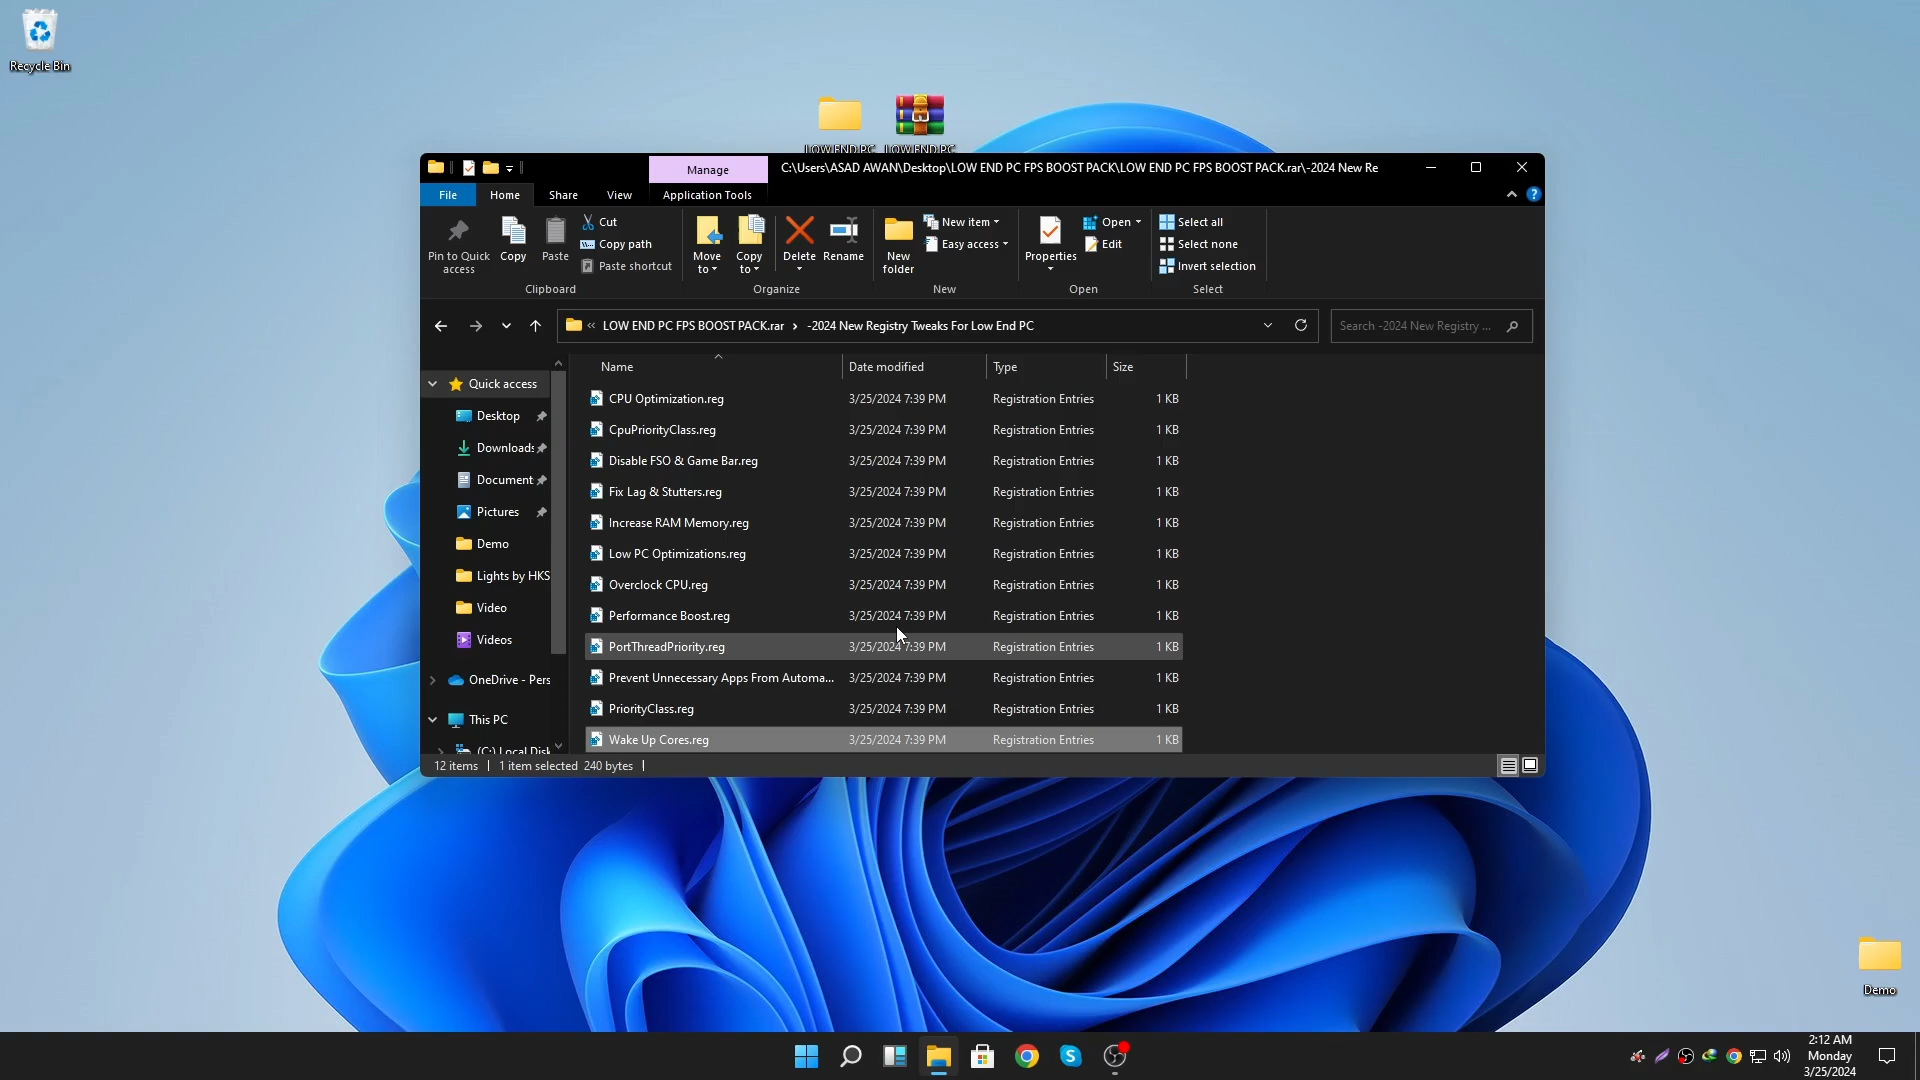 Recycle Bin
LOW END PC LOW END PC
Manage C:\Users\ASAD AWAN\Desktop\LOW END PC FPS BOOST PACK\LOW END PC FPS BOOST PACK.rar\-2024 New Re
File Home Share View Application Tools
Pin to Quick access
Copy
Paste
Cut
Copy path
Paste shortcut
Clipboard
Move to
Copy to
Delete
Rename
Organize
New folder
New item
Easy access
New
Properties
Open
Edit
Open
Select all
Select none
Invert selection
Select
« LOW END PC FPS BOOST PACK.rar › -2024 New Registry Tweaks For Low End PC
Search -2024 New Registry ...
Quick access
Desktop
Downloads
Document
Pictures
Demo
Lights by HKS
Video
Videos
OneDrive - Pers
This PC
(C:) Local Disk
Name Date modified Type Size
CPU Optimization.reg 3/25/2024 7:39 PM Registration Entries 1 KB
CpuPriorityClass.reg 3/25/2024 7:39 PM Registration Entries 1 KB
Disable FSO & Game Bar.reg 3/25/2024 7:39 PM Registration Entries 1 KB
Fix Lag & Stutters.reg 3/25/2024 7:39 PM Registration Entries 1 KB
Increase RAM Memory.reg 3/25/2024 7:39 PM Registration Entries 1 KB
Low PC Optimizations.reg 3/25/2024 7:39 PM Registration Entries 1 KB
Overclock CPU.reg 3/25/2024 7:39 PM Registration Entries 1 KB
Performance Boost.reg 3/25/2024 7:39 PM Registration Entries 1 KB
PortThreadPriority.reg 3/25/2024 7:39 PM Registration Entries 1 KB
Prevent Unnecessary Apps From Automa... 3/25/2024 7:39 PM Registration Entries 1 KB
PriorityClass.reg 3/25/2024 7:39 PM Registration Entries 1 KB
Wake Up Cores.reg 3/25/2024 7:39 PM Registration Entries 1 KB
12 items 1 item selected 240 bytes
Demo
2:12 AM
Monday
3/25/2024